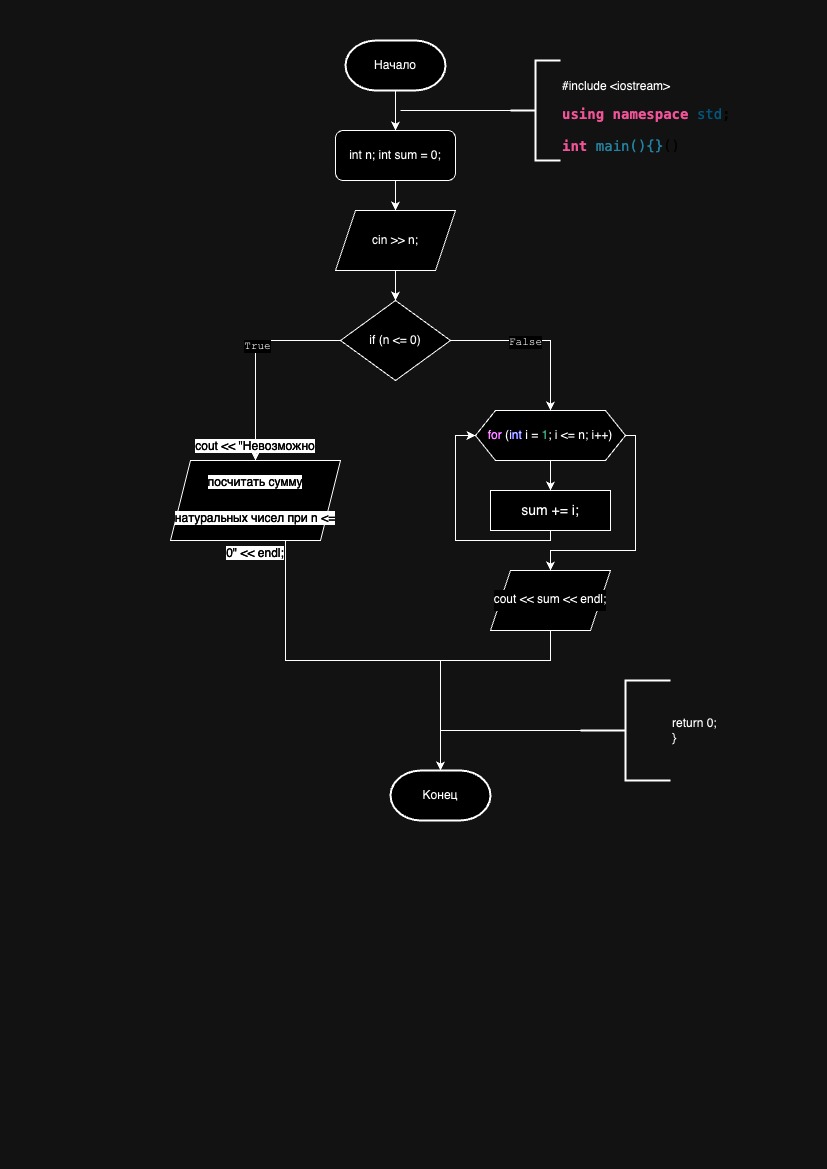 Начало
#include <iostream>
using namespace std;
int main(){}()
int n; int sum = 0;
cin >> n;
if (n <= 0)
True
False
for (int i = 1; i <= n; i++)
cout << "Невозможно
посчитать сумму
натуральных чисел при n <=
0" << endl;
sum += i;
cout << sum << endl;
return 0;
}
Конец